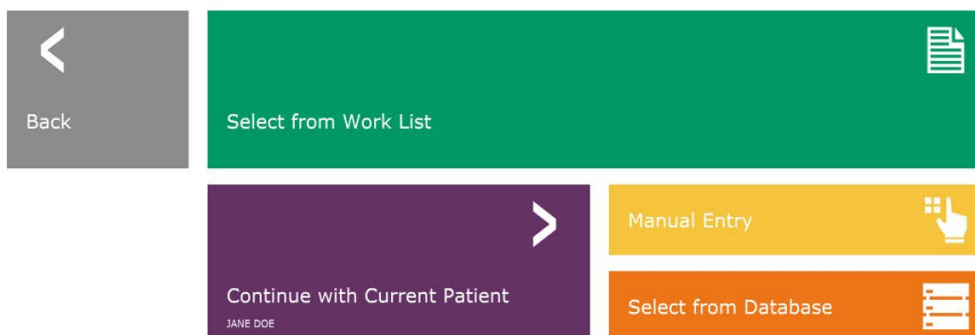 Back
Select from Work List
Continue with Current Patient
JANE DOE
Manual Entry
Select from Database